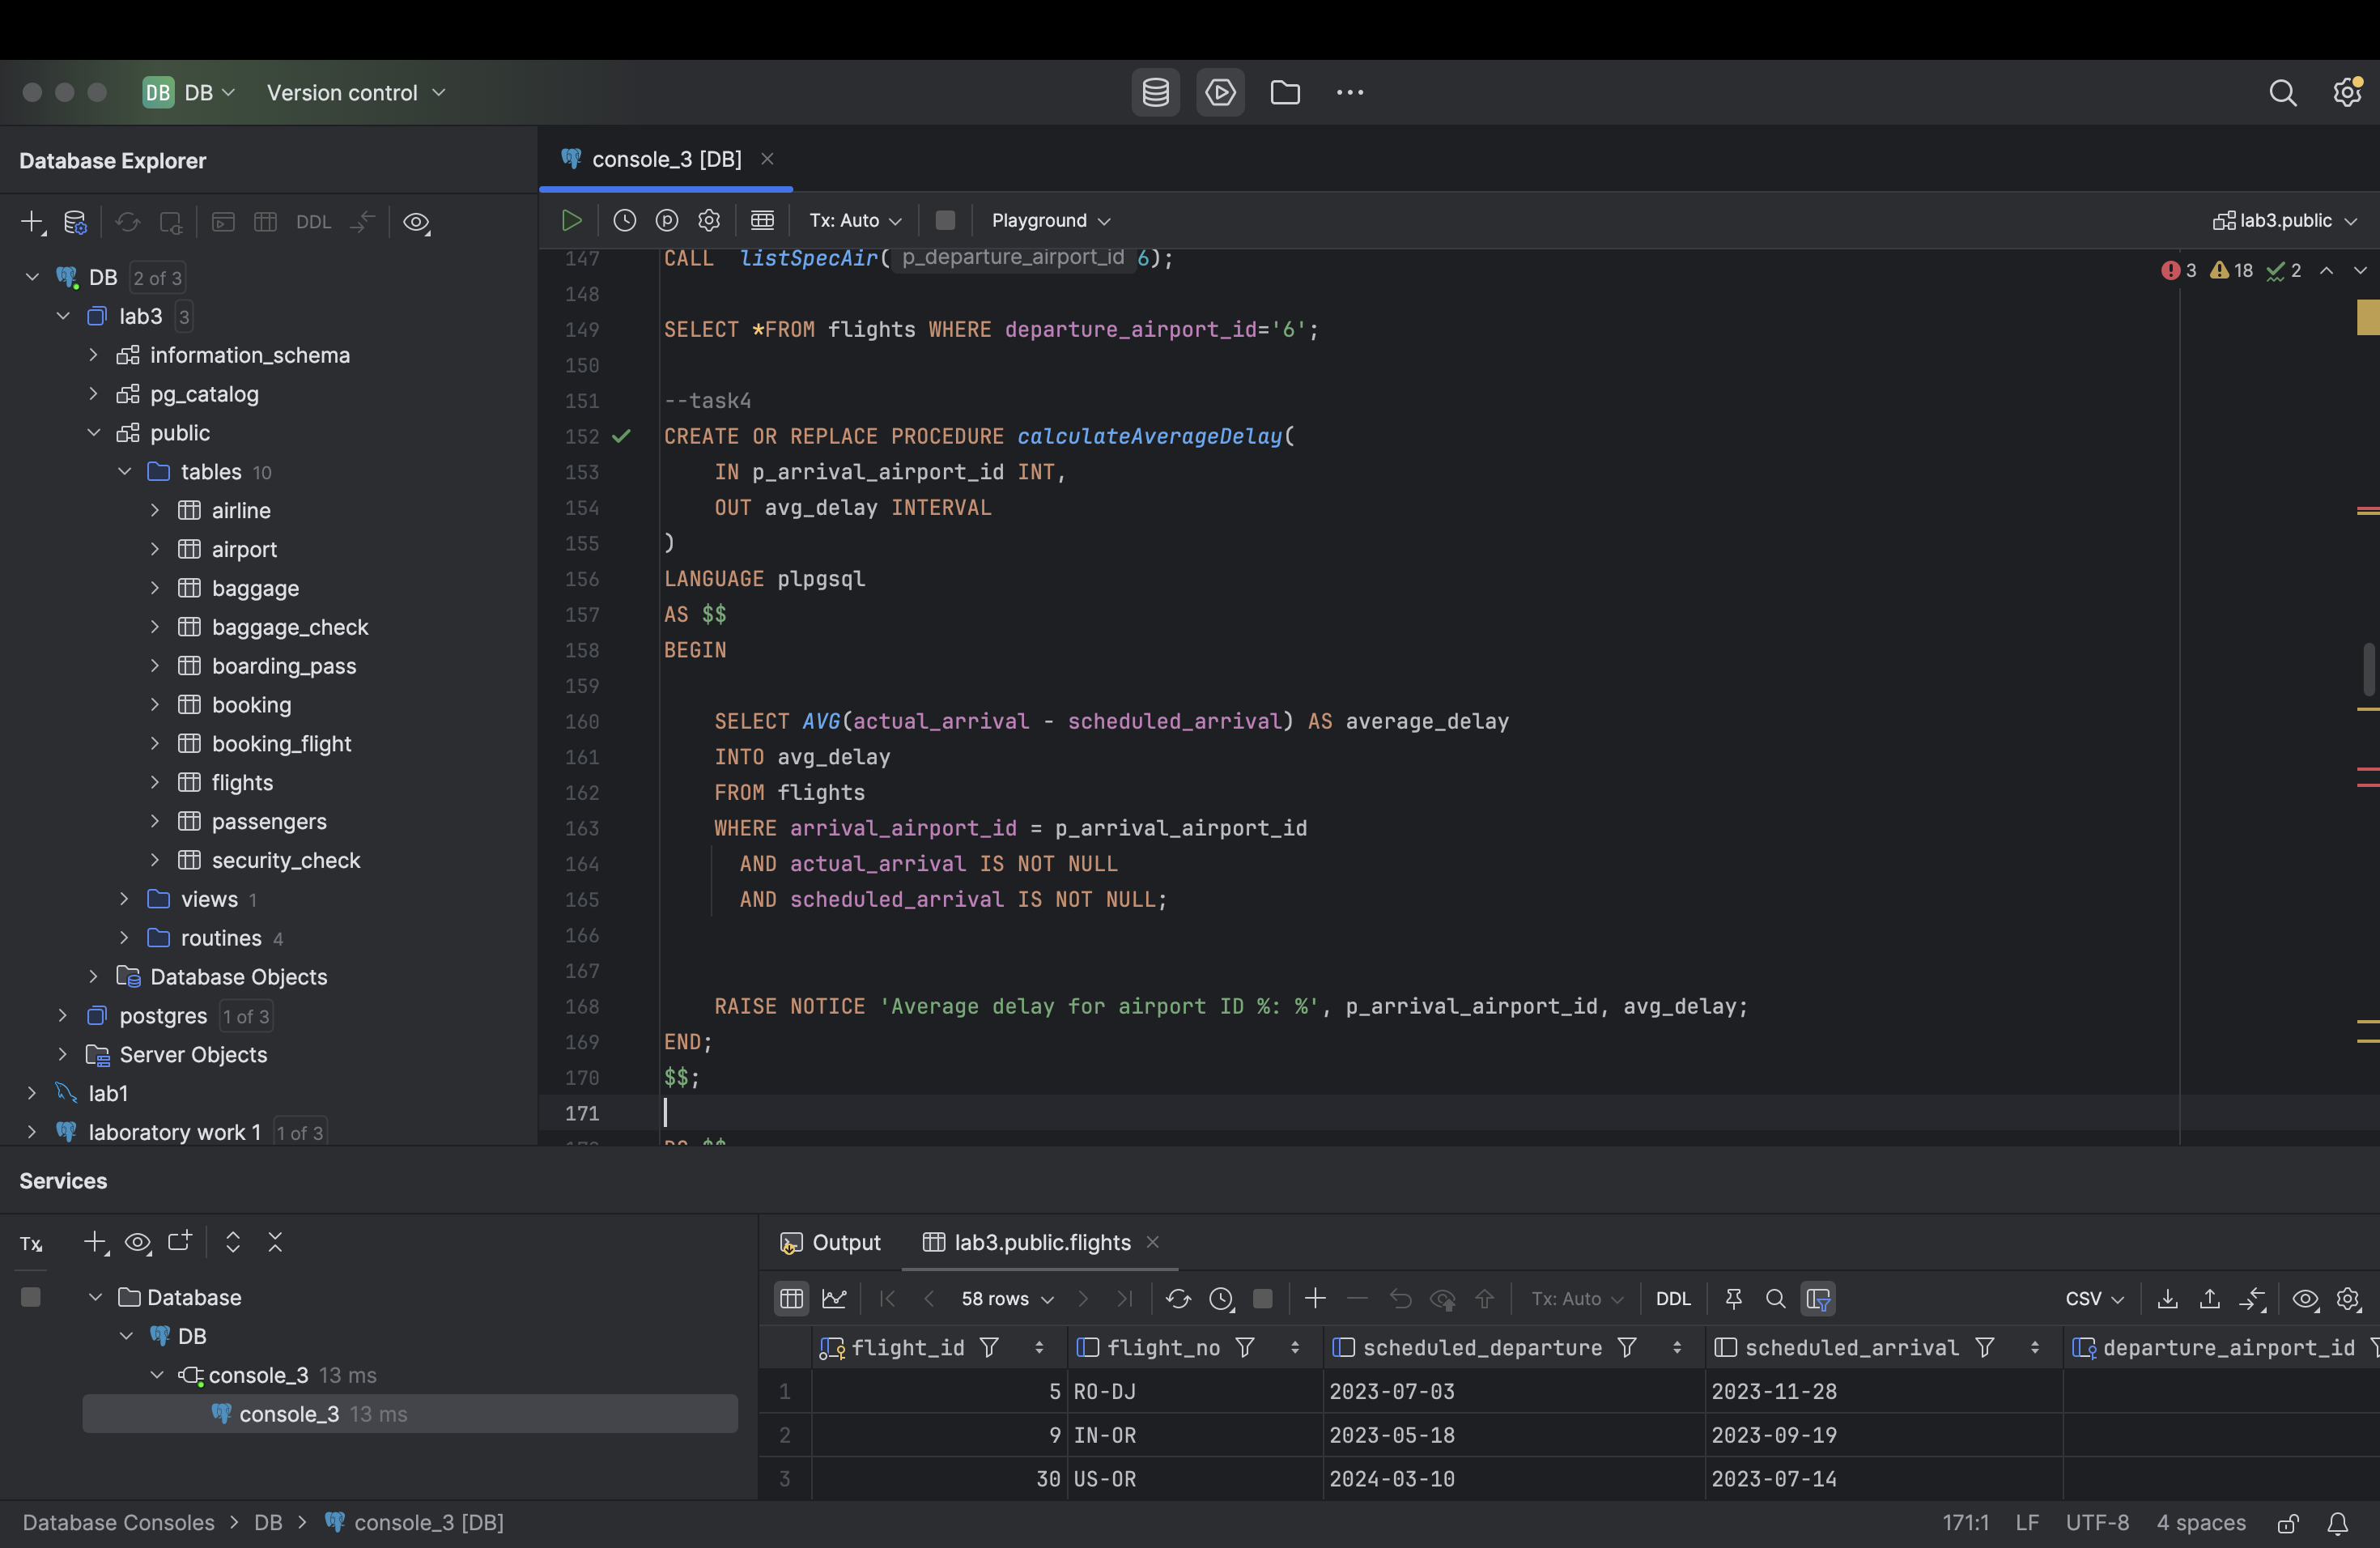 DB DB Version control
Database Explorer
console_3 [DB]
DDL
Tx: Auto Playground lab3.public
DB 2 of 3
lab3 3
information_schema
pg_catalog
public
tables 10
airline
airport
baggage
baggage_check
boarding_pass
booking
booking_flight
flights
passengers
security_check
views 1
routines 4
Database Objects
postgres 1 of 3
Server Objects
lab1
laboratory work 1 1 of 3
3 18 2
147 CALL listSpecAir( p_departure_airport_id 6);
148
149 SELECT *FROM flights WHERE departure_airport_id='6';
150
151 --task4
152 CREATE OR REPLACE PROCEDURE calculateAverageDelay(
153 IN p_arrival_airport_id INT,
154 OUT avg_delay INTERVAL
155 )
156 LANGUAGE plpgsql
157 AS $$
158 BEGIN
159
160 SELECT AVG(actual_arrival - scheduled_arrival) AS average_delay
161 INTO avg_delay
162 FROM flights
163 WHERE arrival_airport_id = p_arrival_airport_id
164 AND actual_arrival IS NOT NULL
165 AND scheduled_arrival IS NOT NULL;
166
167
168 RAISE NOTICE 'Average delay for airport ID %: %', p_arrival_airport_id, avg_delay;
169 END;
170 $$;
171
Services
Tx
Database
DB
console_3 13 ms
console_3 13 ms
Output lab3.public.flights
58 rows Tx: Auto DDL CSV
flight_id flight_no scheduled_departure scheduled_arrival departure_airport_id
1 5 RO-DJ 2023-07-03 2023-11-28
2 9 IN-OR 2023-05-18 2023-09-19
3 30 US-OR 2024-03-10 2023-07-14
Database Consoles > DB > console_3 [DB] 171:1 LF UTF-8 4 spaces